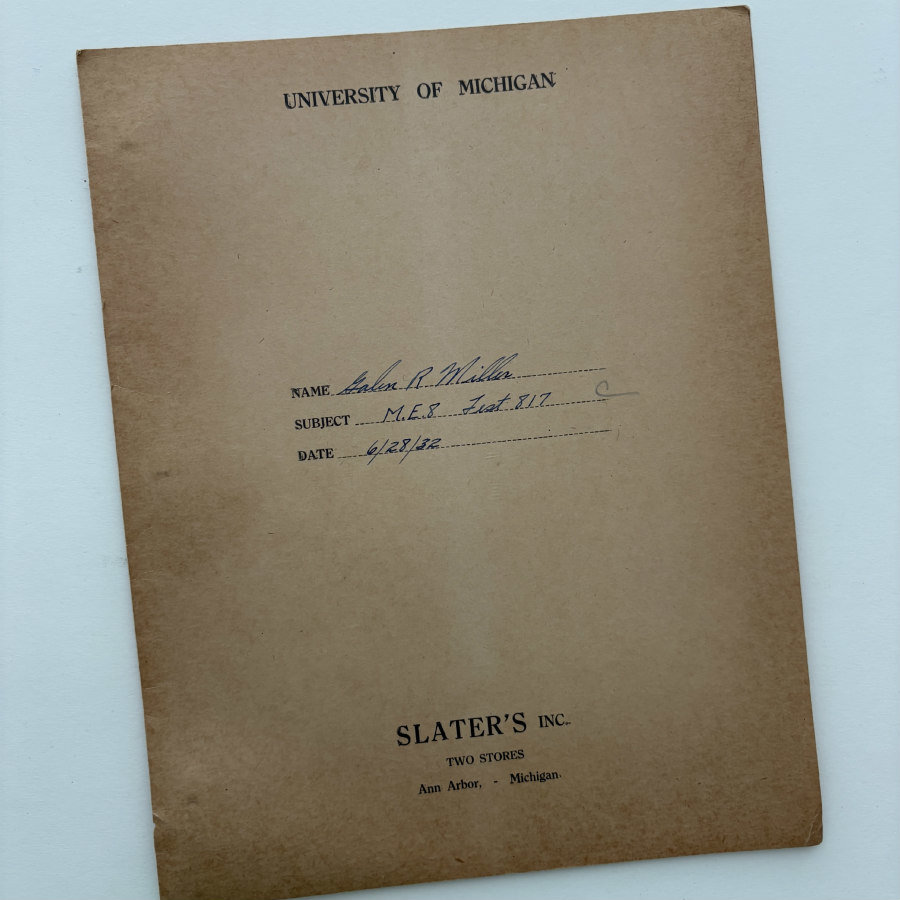 UNIVERSITY OF MICHIGAN
NAME Galen R Miller
SUBJECT M.E.8 Test 817 C
DATE 6/28/32
SLATER'S INC.
TWO STORES
Ann Arbor, - Michigan.